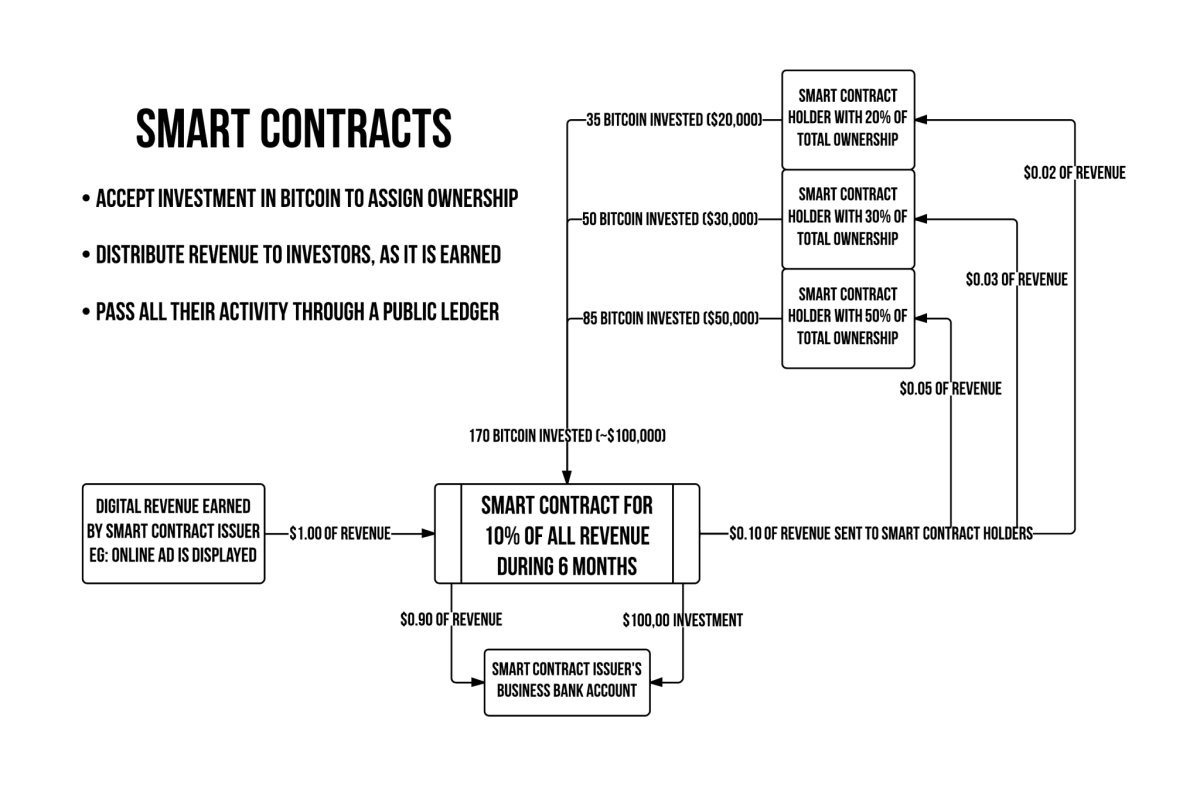 SMART CONTRACTS
• ACCEPT INVESTMENT IN BITCOIN TO ASSIGN OWNERSHIP
• DISTRIBUTE REVENUE TO INVESTORS, AS IT IS EARNED
• PASS ALL THEIR ACTIVITY THROUGH A PUBLIC LEDGER
35 BITCOIN INVESTED ($20,000)
SMART CONTRACT
HOLDER WITH 20% OF
TOTAL OWNERSHIP
$0.02 OF REVENUE
50 BITCOIN INVESTED ($30,000)
SMART CONTRACT
HOLDER WITH 30% OF
TOTAL OWNERSHIP
$0.03 OF REVENUE
85 BITCOIN INVESTED ($50,000)
SMART CONTRACT
HOLDER WITH 50% OF
TOTAL OWNERSHIP
$0.05 OF REVENUE
170 BITCOIN INVESTED (~$100,000)
DIGITAL REVENUE EARNED
BY SMART CONTRACT ISSUER
EG: ONLINE AD IS DISPLAYED
$1.00 OF REVENUE
SMART CONTRACT FOR
10% OF ALL REVENUE
DURING 6 MONTHS
$0.10 OF REVENUE SENT TO SMART CONTRACT HOLDERS
$0.90 OF REVENUE
$100,00 INVESTMENT
SMART CONTRACT ISSUER'S
BUSINESS BANK ACCOUNT